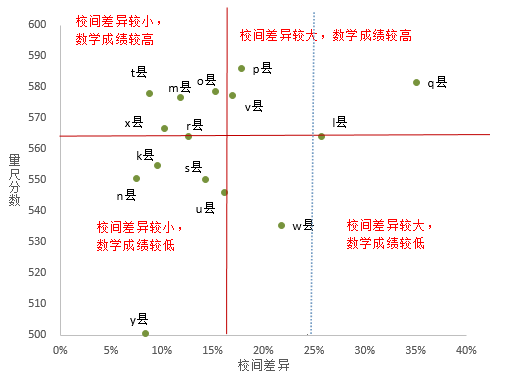 600
校间差异较小，
数学成绩较高
校间差异较大，数学成绩较高
580
t县
m县
o县
p县
q县
v县
570
x县
r县
l县
560
k县
s县
量尺分数
550
n县
u县
540
校间差异较小，
数学成绩较低
w县
校间差异较大，
数学成绩较低
530
520
510
y县
500
0%
5%
10%
15%
20%
25%
30%
35%
40%
校间差异
590